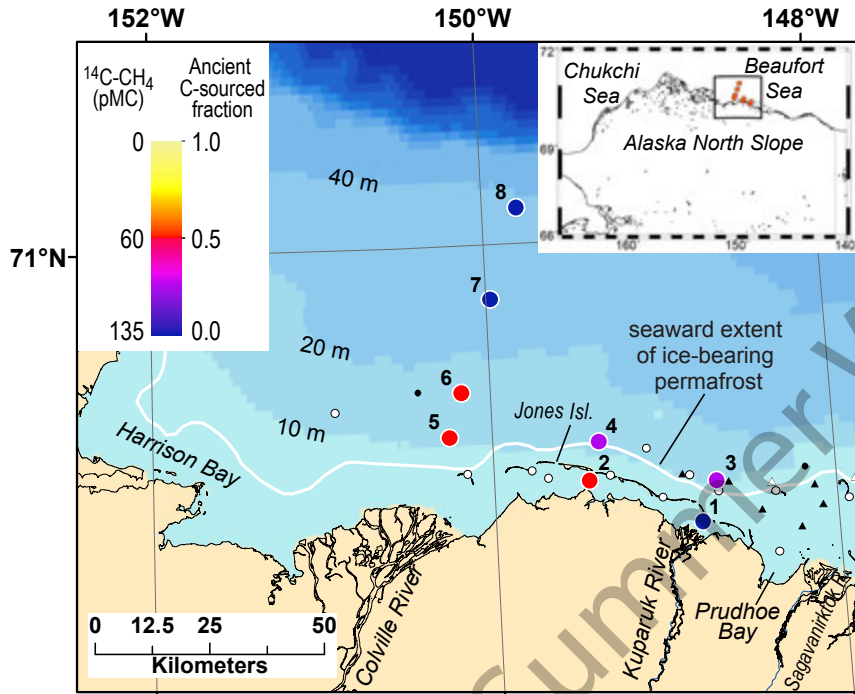 152°W
150°W
148°W
¹⁴C-CH₄
(pMC)
Ancient
C-sourced
fraction
0
1.0
60
0.5
135
0.0
72
Chukchi
Sea
Beaufort
Sea
69
Alaska North Slope
66
160
150
140
40 m
8
71°N
7
20 m
seaward extent
of ice-bearing
permafrost
6
5
10 m
Jones Isl.
4
2
3
1
Harrison Bay
Colville River
Kuparuk River
Prudhoe
Bay
Sagavanirktok R.
0 12.5 25 50
Kilometers
Summer